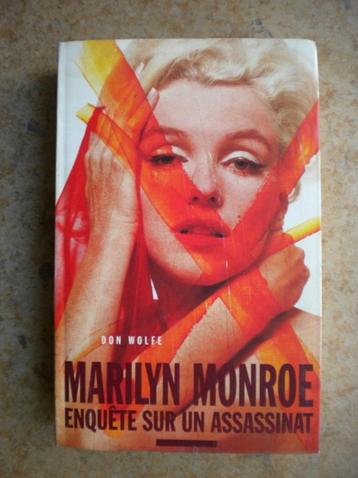 DON WOLFE
MARILYN MONROE
ENQUÊTE SUR UN ASSASSINAT